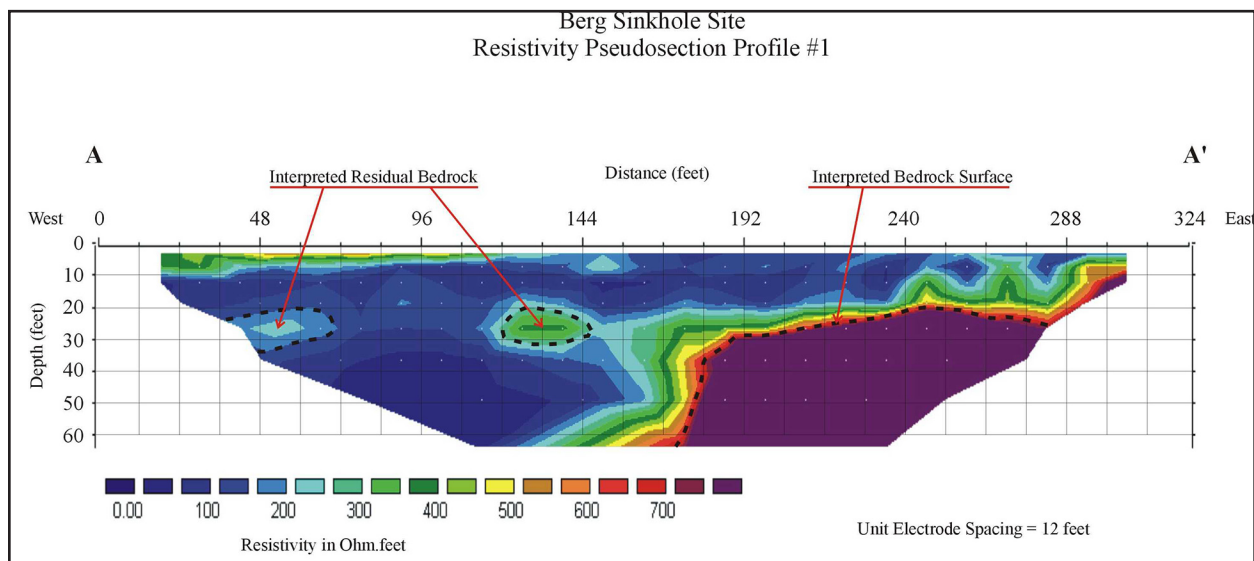 Berg Sinkhole Site
Resistivity Pseudosection Profile #1
A
A'
Interpreted Residual Bedrock
Distance (feet)
Interpreted Bedrock Surface
West 0 48 96 144 192 240 288 324 East
0
10
20
30
40
50
60
Depth (feet)
0.00 100 200 300 400 500 600 700
Resistivity in Ohm.feet
Unit Electrode Spacing = 12 feet